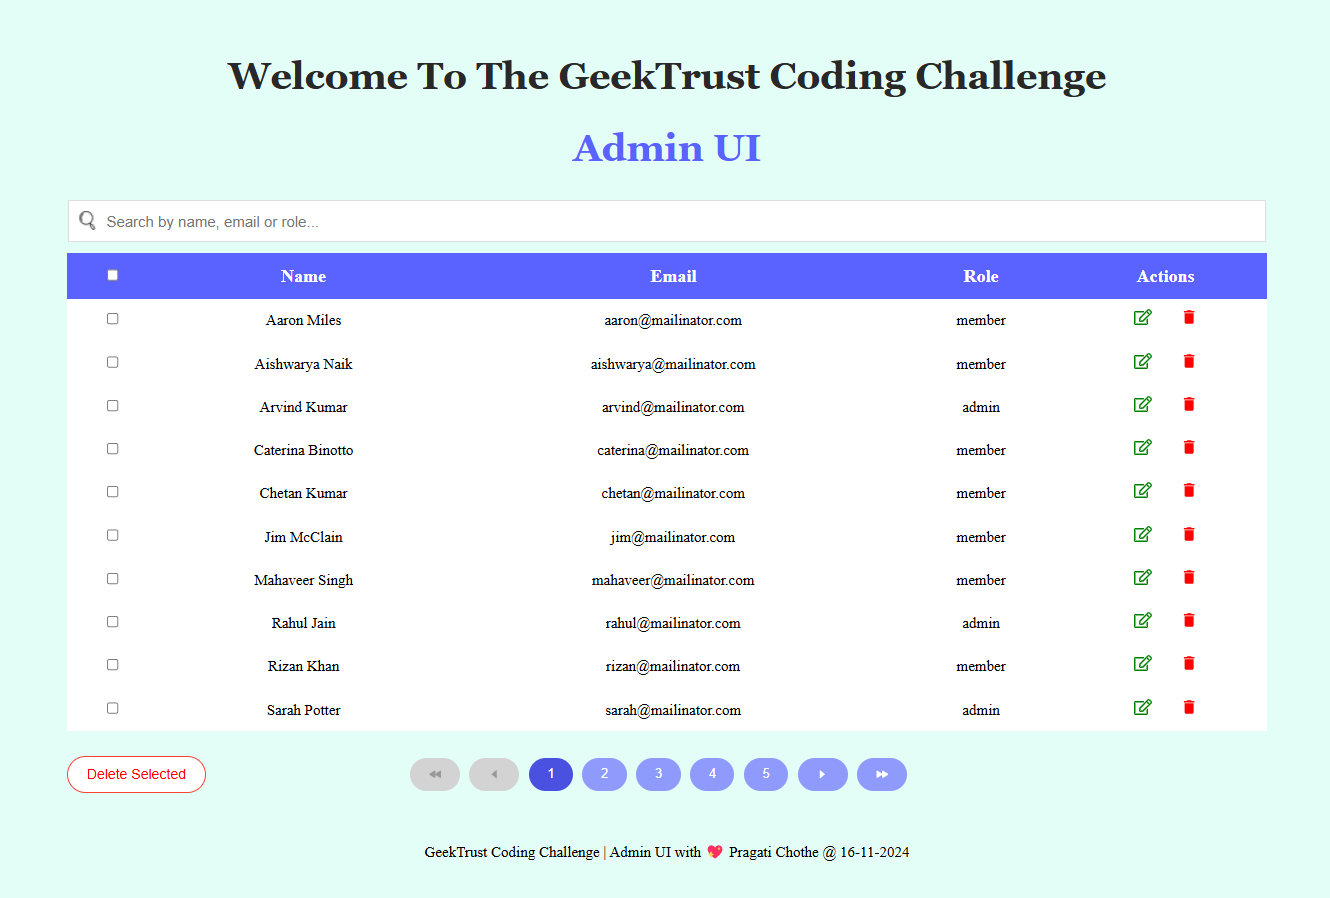 Welcome To The GeekTrust Coding Challenge
Admin UI
Search by name, email or role...
Name Email Role Actions
Aaron Miles aaron@mailinator.com member
Aishwarya Naik aishwarya@mailinator.com member
Arvind Kumar arvind@mailinator.com admin
Caterina Binotto caterina@mailinator.com member
Chetan Kumar chetan@mailinator.com member
Jim McClain jim@mailinator.com member
Mahaveer Singh mahaveer@mailinator.com member
Rahul Jain rahul@mailinator.com admin
Rizan Khan rizan@mailinator.com member
Sarah Potter sarah@mailinator.com admin
Delete Selected 1 2 3 4 5
GeekTrust Coding Challenge | Admin UI with 💖 Pragati Chothe @ 16-11-2024